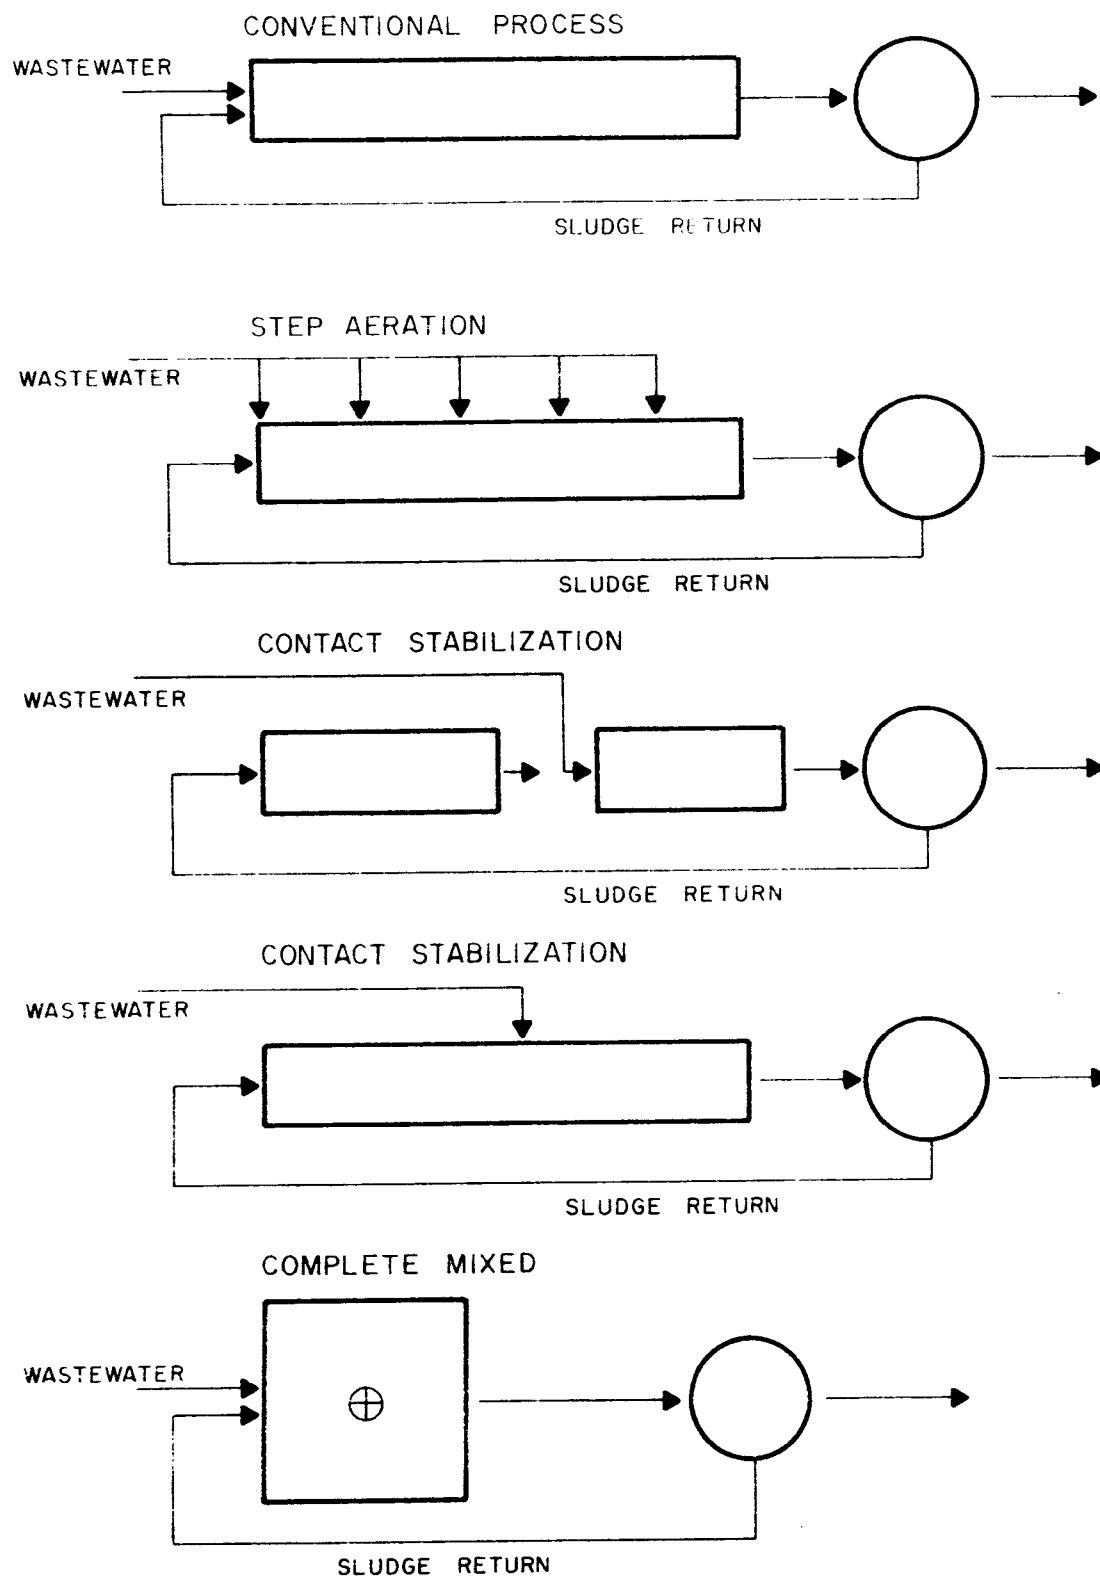 CONVENTIONAL PROCESS
WASTEWATER
SLUDGE RETURN
STEP AERATION
WASTEWATER
SLUDGE RETURN
CONTACT STABILIZATION
WASTEWATER
SLUDGE RETURN
CONTACT STABILIZATION
WASTEWATER
SLUDGE RETURN
COMPLETE MIXED
WASTEWATER
SLUDGE RETURN